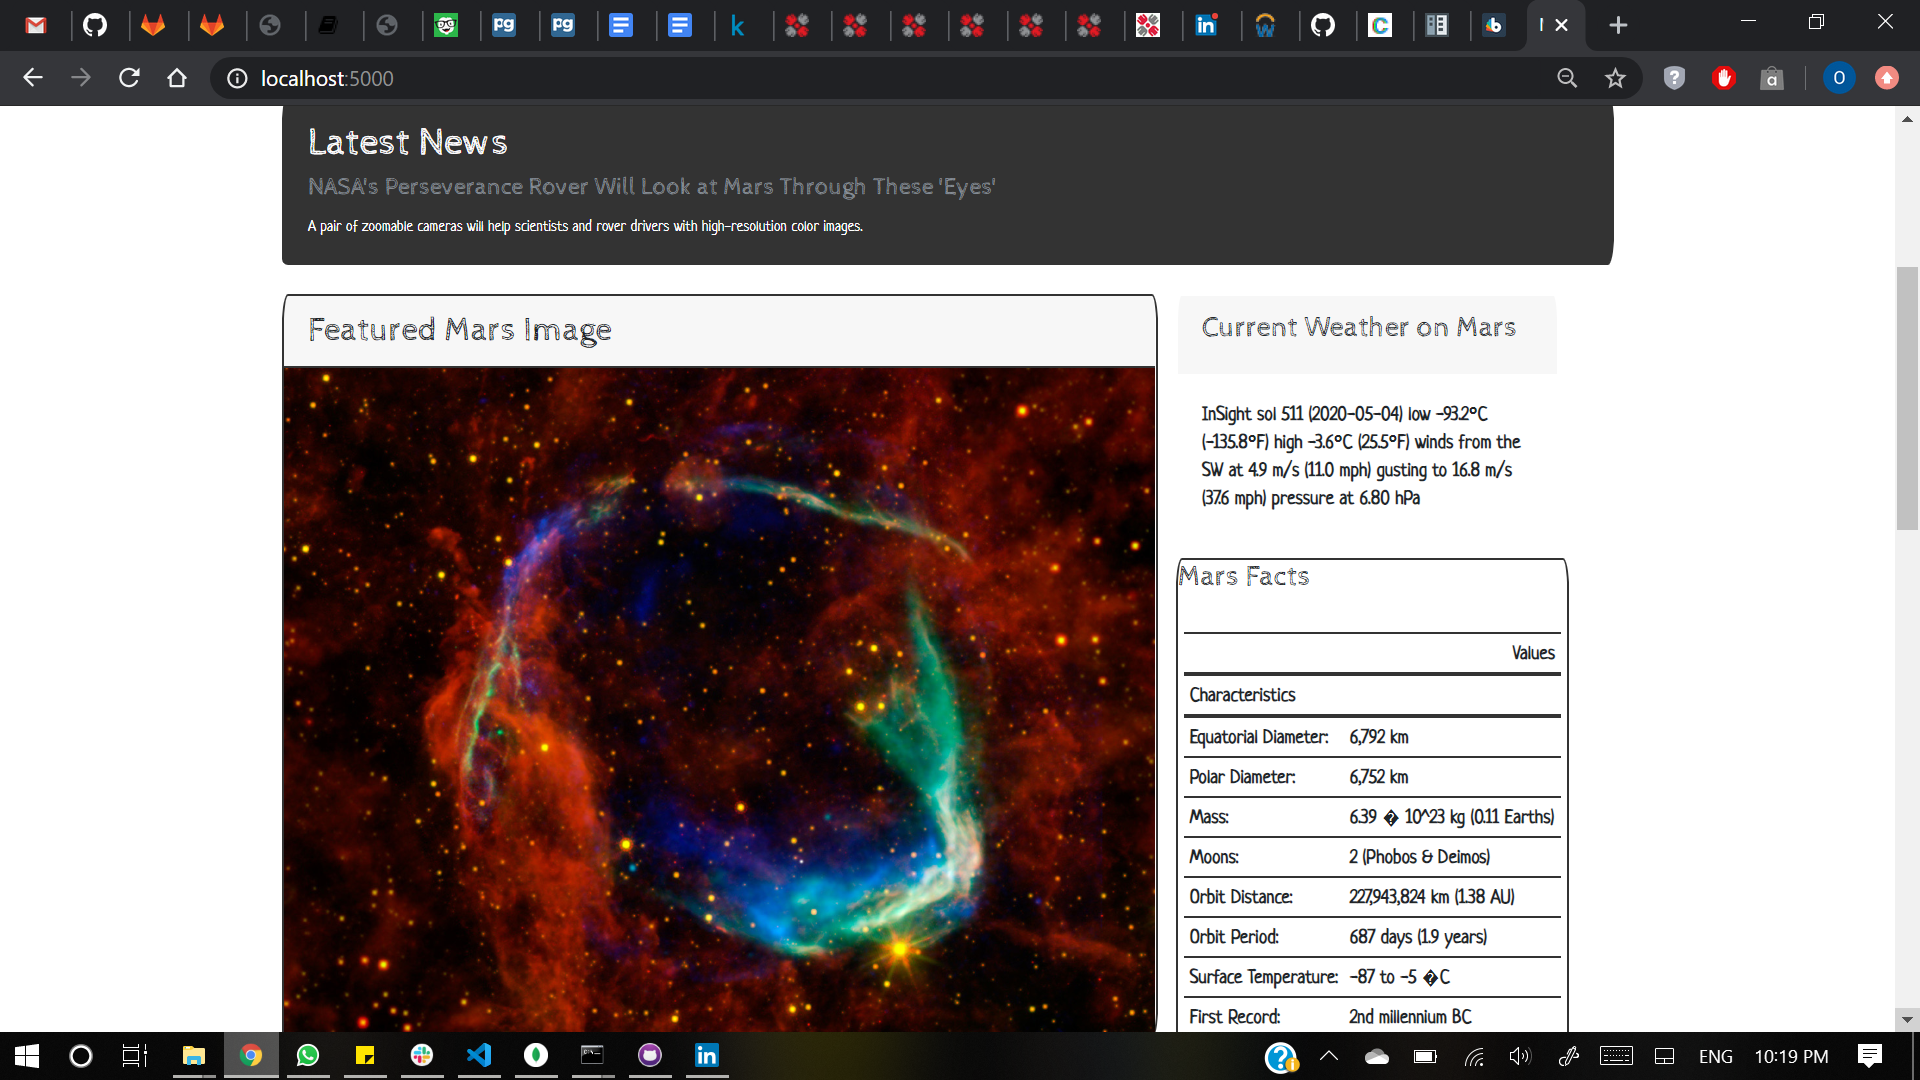 localhost:5000
Latest News
NASA's Perseverance Rover Will Look at Mars Through These 'Eyes'
A pair of zoomable cameras will help scientists and rover drivers with high-resolution color images.
Featured Mars Image
Current Weather on Mars
InSight sol 511 (2020-05-04) low -93.2ºC
(-135.8ºF) high -3.6ºC (25.5ºF) winds from the
SW at 4.9 m/s (11.0 mph) gusting to 16.8 m/s
(37.6 mph) pressure at 6.80 hPa
Mars Facts
Values
Characteristics
Equatorial Diameter: 6,792 km
Polar Diameter: 6,752 km
Mass: 6.39 � 10^23 kg (0.11 Earths)
Moons: 2 (Phobos & Deimos)
Orbit Distance: 227,943,824 km (1.38 AU)
Orbit Period: 687 days (1.9 years)
Surface Temperature: -87 to -5 �C
First Record: 2nd millennium BC
ENG 10:19 PM